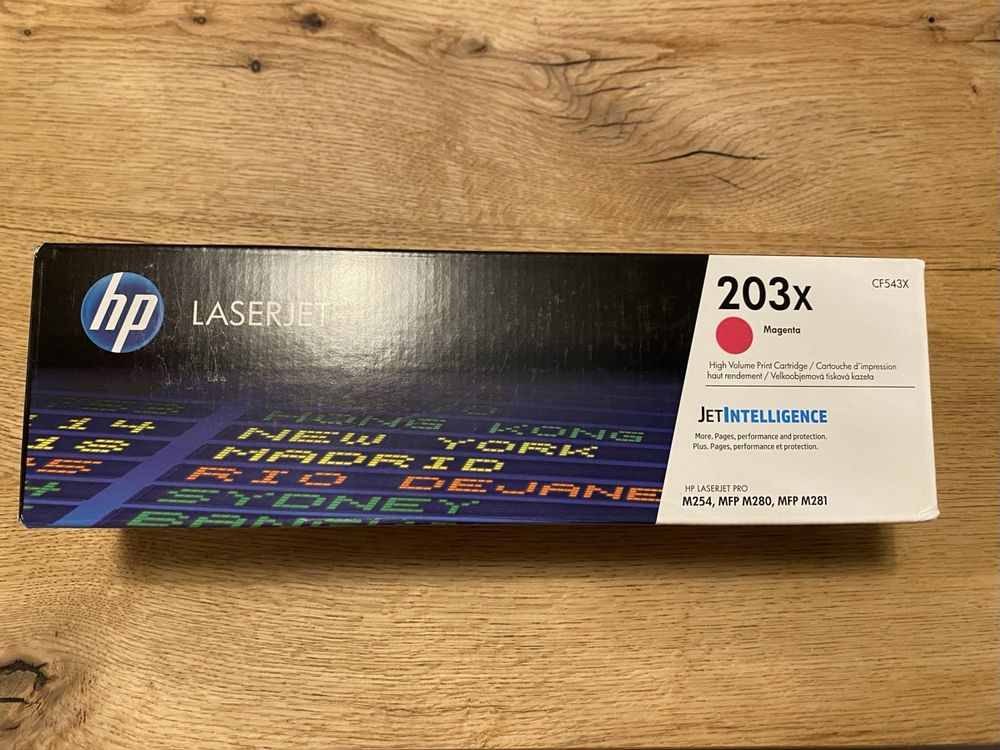 hp
LASERJET
203X
CF543X
Magenta
High Volume Print Cartridge / Cartouche d'impression
haut rendement / Velkoobjemová tisková kazeta
JETINTELLIGENCE
More. Pages, performance and protection.
Plus. Pages, performance et protection.
HP LASERJET PRO
M254, MFP M280, MFP M281
HONG KONG
14 NEW YORK
18 MADRID
RIO DEJANE
SYDNEY